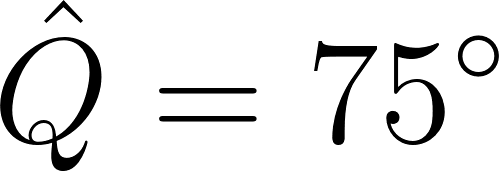 Q̂ = 75°